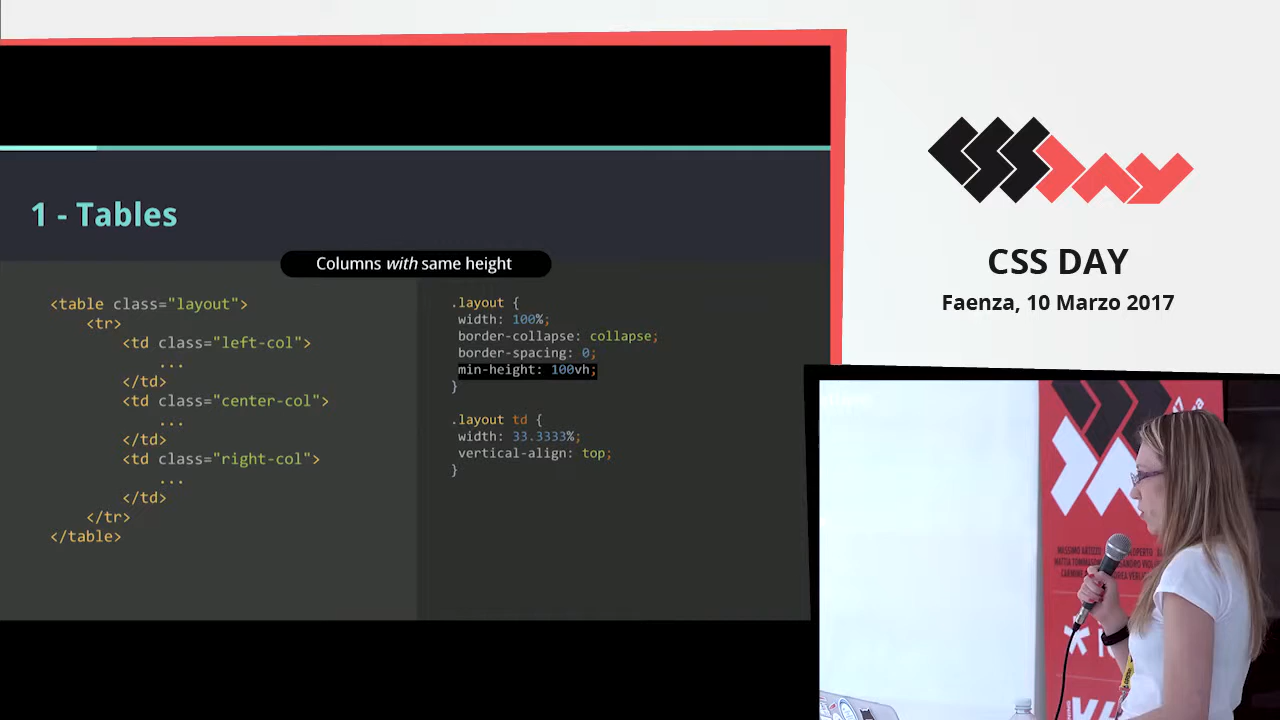 1 - Tables
Columns with same height
<table class="layout">
<tr>
<td class="left-col">
...
</td>
<td class="center-col">
...
</td>
<td class="right-col">
...
</td>
</tr>
</table>
.layout {
width: 100%;
border-collapse: collapse;
border-spacing: 0;
min-height: 100vh;
}
.layout td {
width: 33.3333%;
vertical-align: top;
}
CSS DAY
CSS DAY
Faenza, 10 Marzo 2017